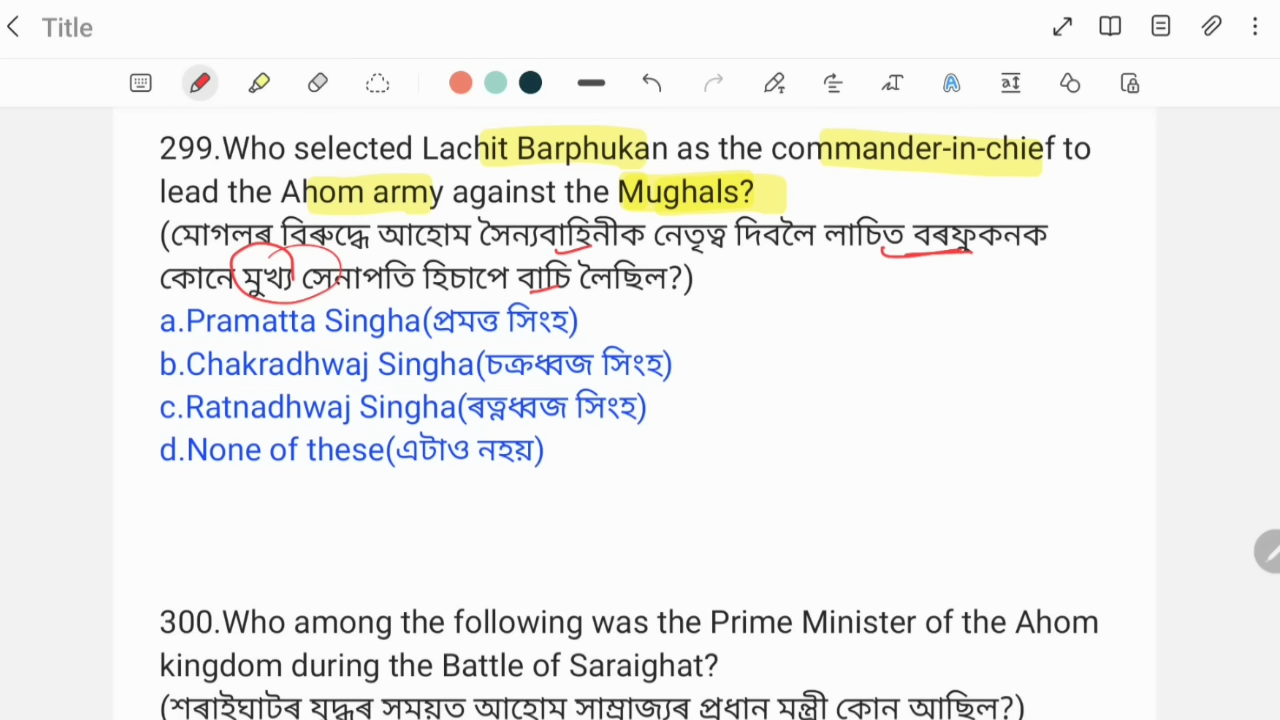 Title
299.Who selected Lachit Barphukan as the commander-in-chief to
lead the Ahom army against the Mughals?
(মোগলৰ বিৰুদ্ধে আহোম সৈন্যবাহিনীক নেতৃত্ব দিবলৈ লাচিত বৰফুকনক
কোনে মুখ্য সেনাপতি হিচাপে বাচি লৈছিল?)
a.Pramatta Singha(প্ৰমত্ত সিংহ)
b.Chakradhwaj Singha(চক্ৰধ্বজ সিংহ)
c.Ratnadhwaj Singha(ৰত্নধ্বজ সিংহ)
d.None of these(এটাও নহয়)
300.Who among the following was the Prime Minister of the Ahom
kingdom during the Battle of Saraighat?
(শৰাইঘাটৰ যুদ্ধৰ সময়ত আহোম সাম্ৰাজ্যৰ প্ৰধান মন্ত্ৰী কোন আছিল?)